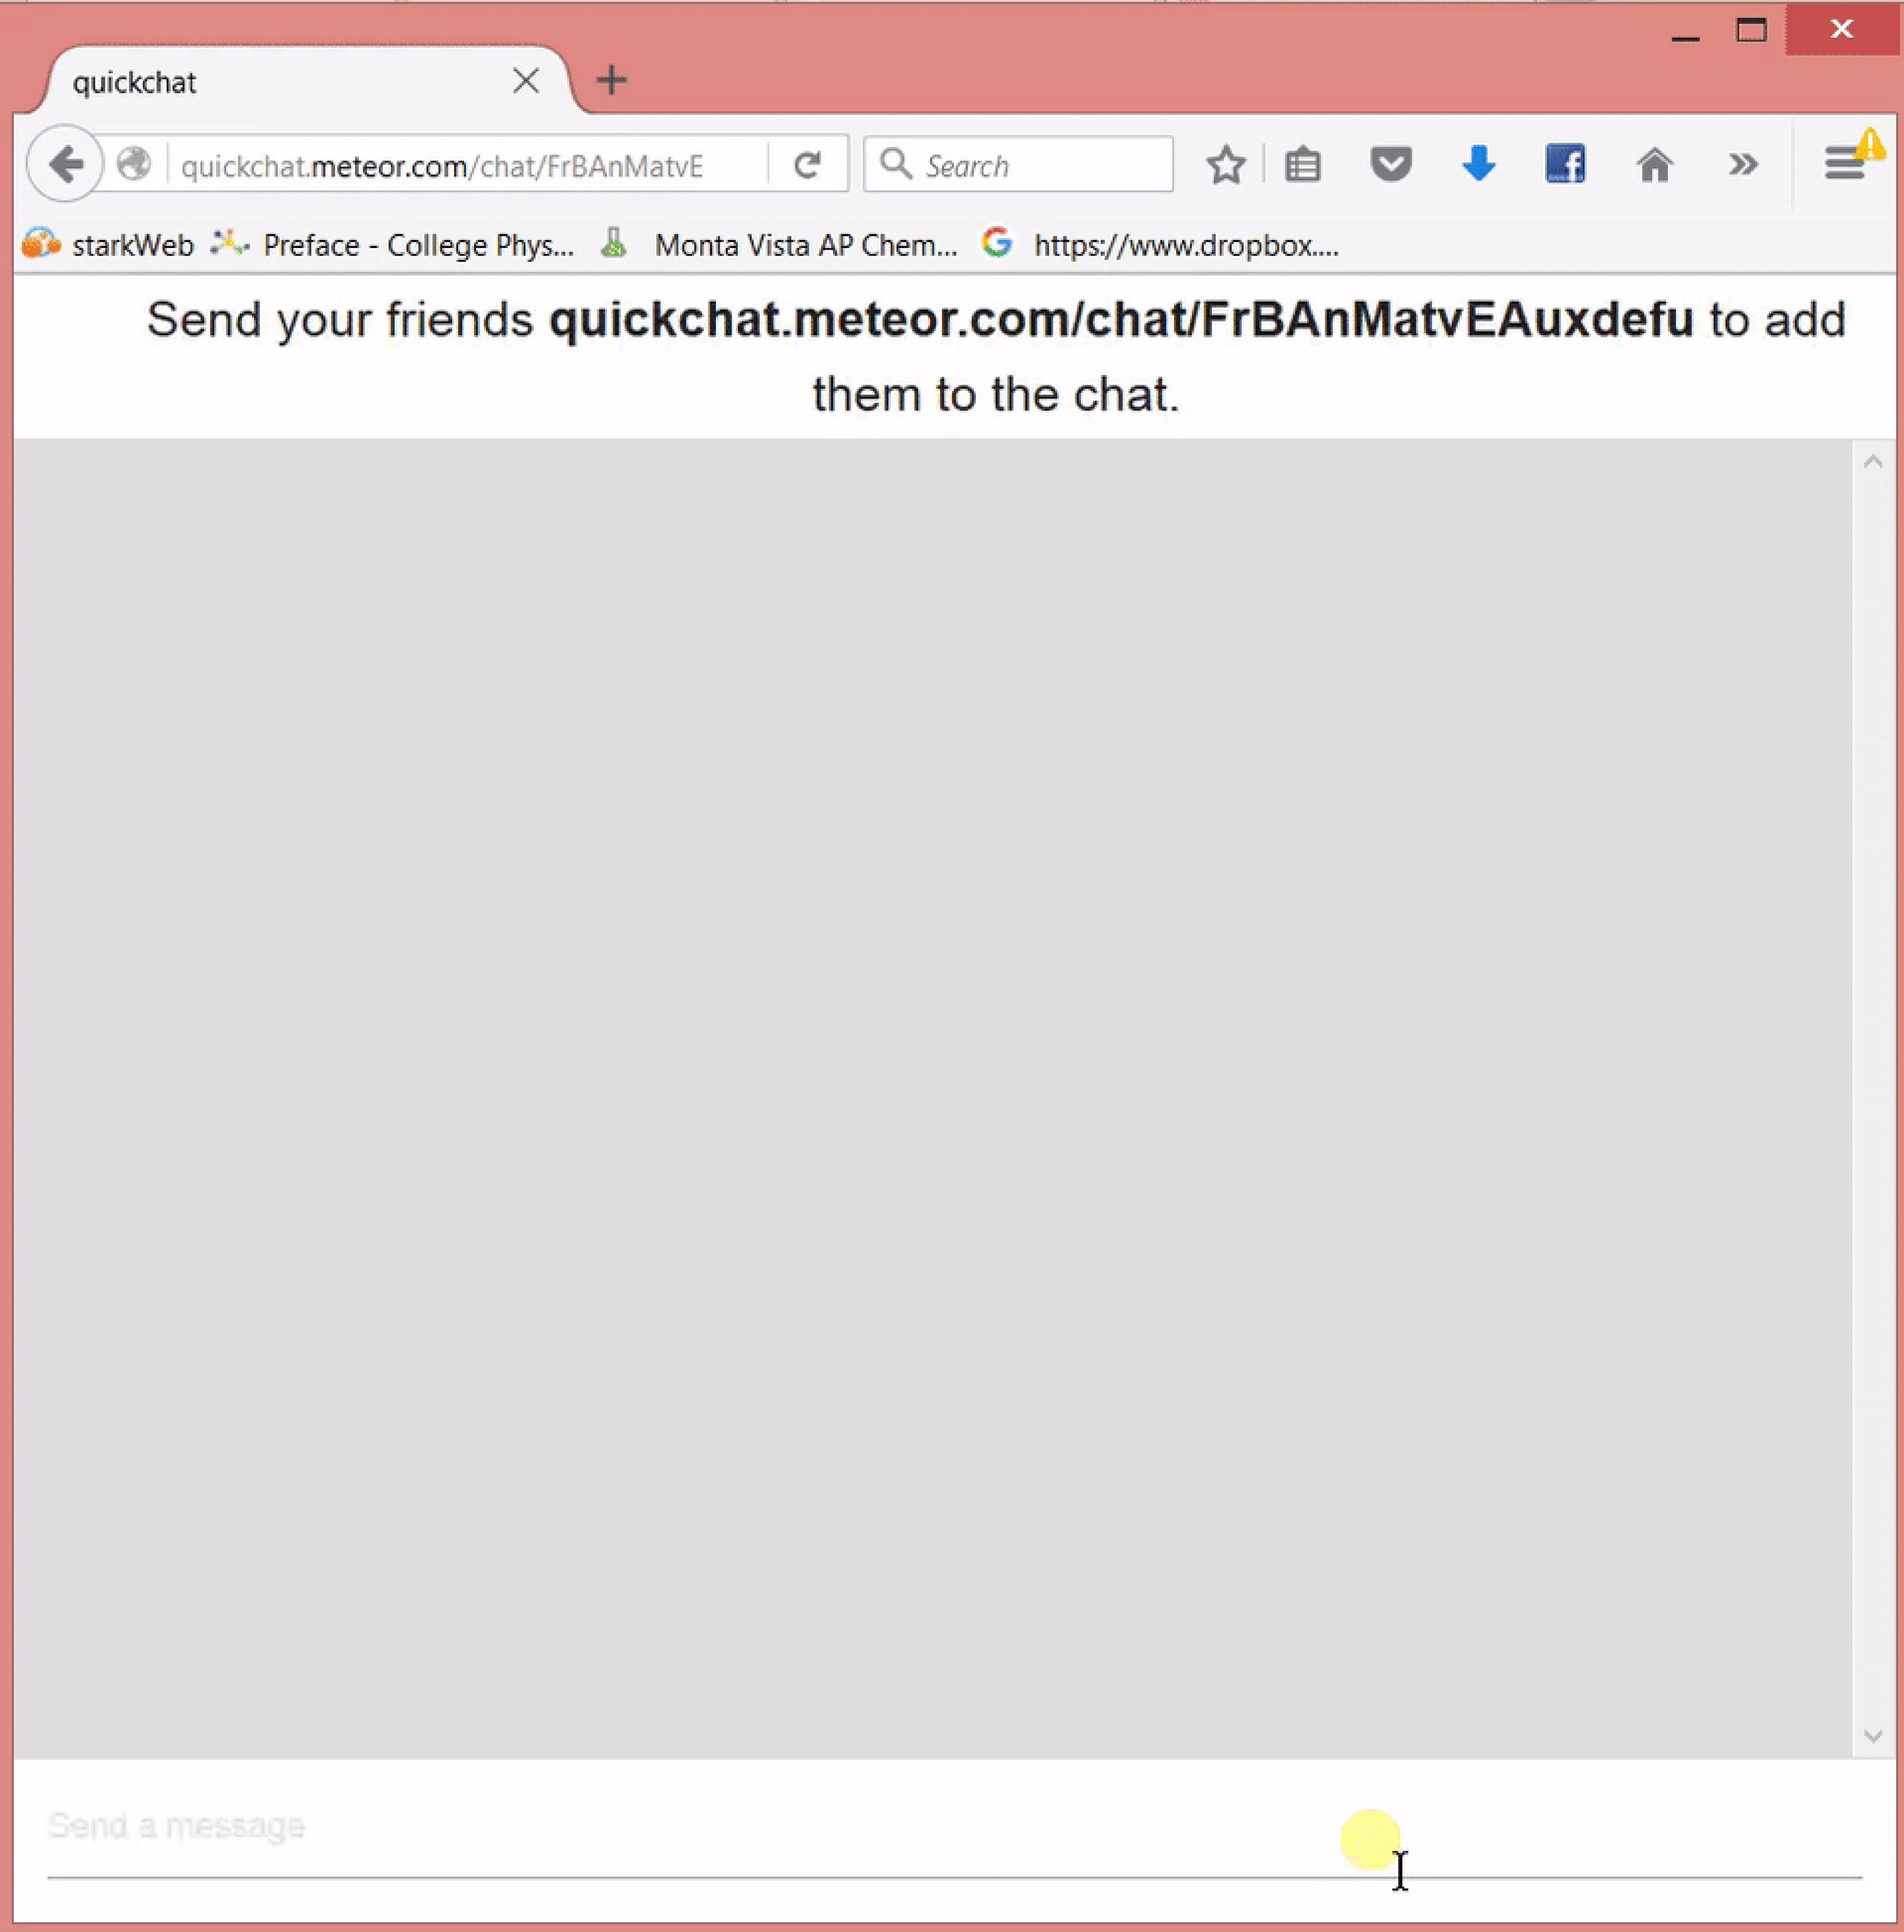 quickchat
quickchat.meteor.com/chat/FrBAnMatvE
Search
starkWeb Preface - College Phys... Monta Vista AP Chem... https://www.dropbox....
Send your friends quickchat.meteor.com/chat/FrBAnMatvEAuxdefu to add
them to the chat.
Send a message